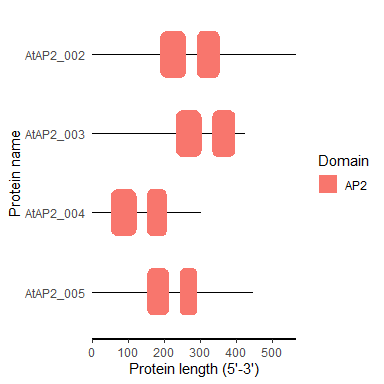 AtAP2_002
AtAP2_003
AtAP2_004
AtAP2_005
Protein name
0 100 200 300 400 500
Protein length (5'-3')
Domain
AP2